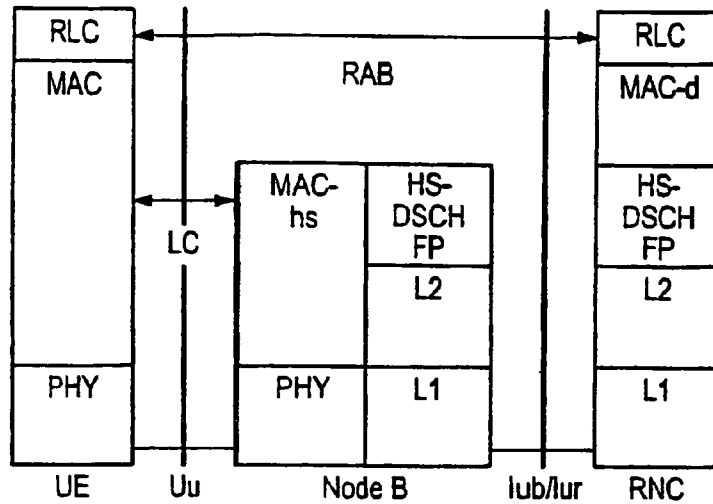 RLC
RLC
RAB
MAC
MAC-d
MAC-
hs
HS-
DSCH
FP
HS-
DSCH
FP
LC
L2
L2
PHY
PHY
L1
L1
UE
Uu
Node B
Iub/Iur
RNC